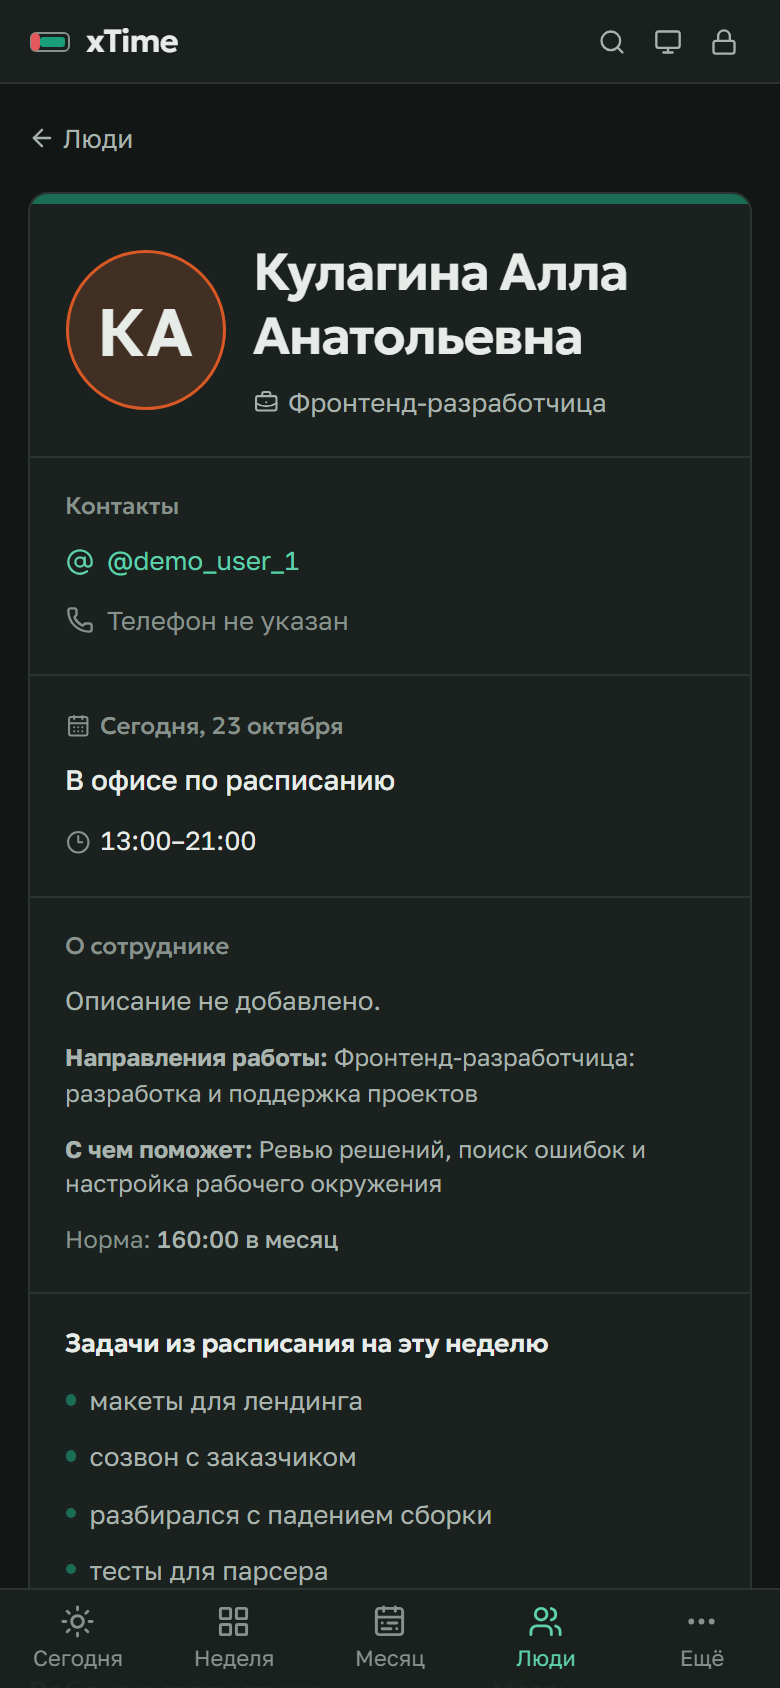 xTime
Люди
КА
Кулагина Алла
Анатольевна
Фронтенд-разработчица
Контакты
@demo_user_1
Телефон не указан
Сегодня, 23 октября
В офисе по расписанию
13:00–21:00
О сотруднике
Описание не добавлено.
Направления работы: Фронтенд-разработчица:
разработка и поддержка проектов
С чем поможет: Ревью решений, поиск ошибок и
настройка рабочего окружения
Норма: 160:00 в месяц
Задачи из расписания на эту неделю
макеты для лендинга
созвон с заказчиком
разбирался с падением сборки
тесты для парсера
Сегодня
Неделя
Месяц
Люди
Ещё